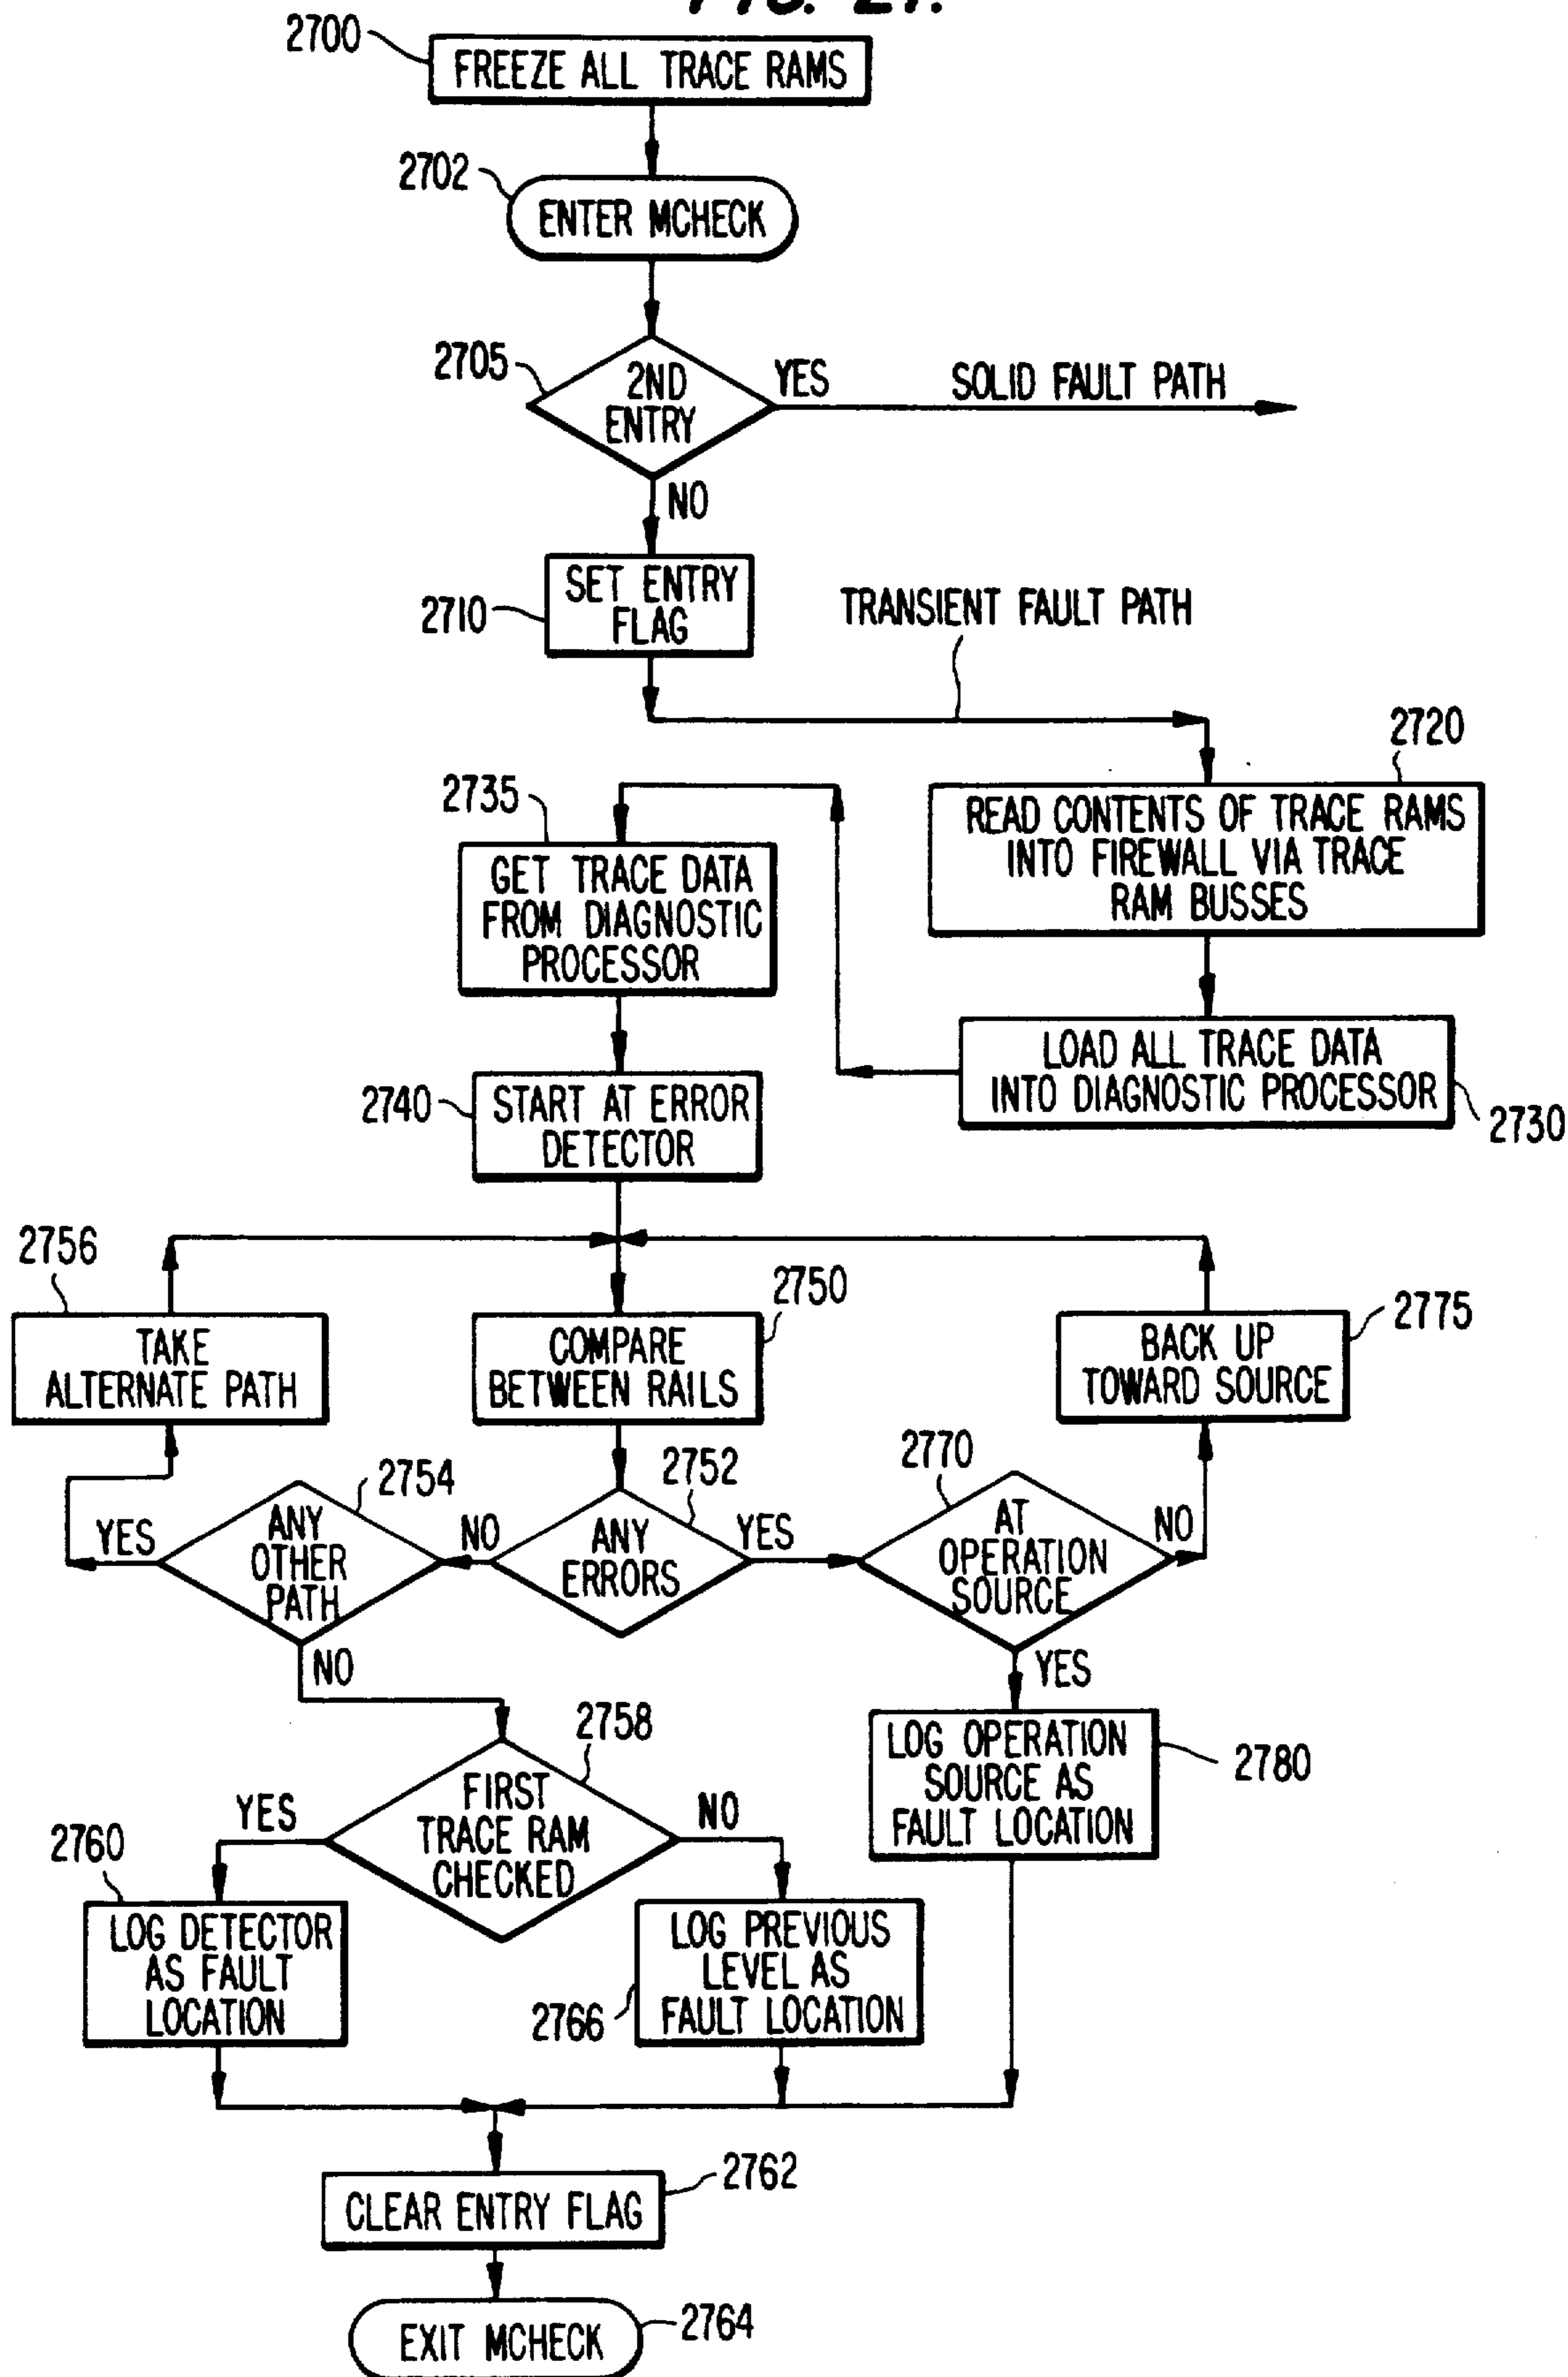 FIG. 27.
2700
FREEZE ALL TRACE RAMS
2702
ENTER MCHECK
2705
2ND
ENTRY
YES
SOLID FAULT PATH
NO
2710
SET ENTRY
FLAG
TRANSIENT FAULT PATH
2720
READ CONTENTS OF TRACE RAMS
INTO FIREWALL VIA TRACE
RAM BUSSES
2735
GET TRACE DATA
FROM DIAGNOSTIC
PROCESSOR
LOAD ALL TRACE DATA
INTO DIAGNOSTIC PROCESSOR
2730
2740
START AT ERROR
DETECTOR
2756
TAKE
ALTERNATE PATH
2750
COMPARE
BETWEEN RAILS
2775
BACK UP
TOWARD SOURCE
2754
ANY
OTHER
PATH
YES
NO
2752
ANY
ERRORS
YES
2770
AT
OPERATION
SOURCE
NO
NO
YES
2758
FIRST
TRACE RAM
CHECKED
YES
NO
LOG OPERATION
SOURCE AS
FAULT LOCATION
2780
2760
LOG DETECTOR
AS FAULT
LOCATION
2766
LOG PREVIOUS
LEVEL AS
FAULT LOCATION
2762
CLEAR ENTRY FLAG
EXIT MCHECK
2764